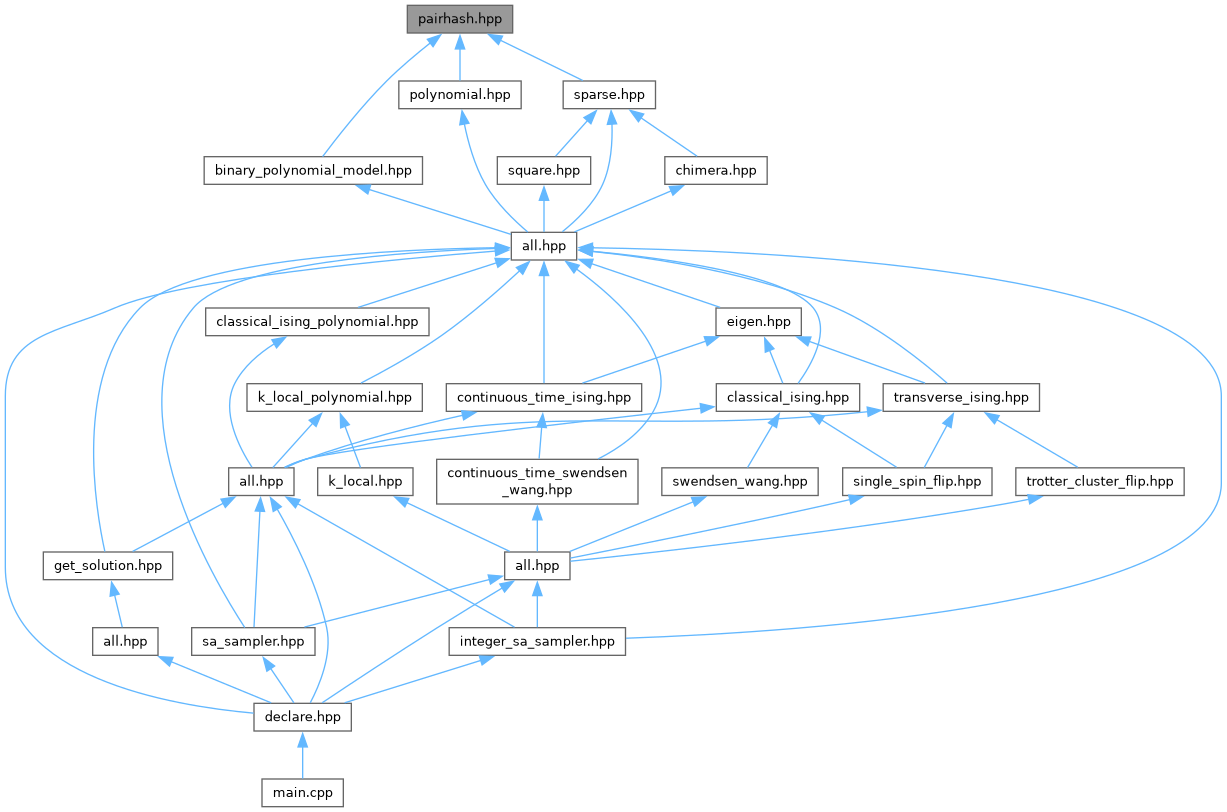 pairhash.hpp
polynomial.hpp
sparse.hpp
binary_polynomial_model.hpp
square.hpp
chimera.hpp
all.hpp
classical_ising_polynomial.hpp
eigen.hpp
k_local_polynomial.hpp
continuous_time_ising.hpp
classical_ising.hpp
transverse_ising.hpp
all.hpp
k_local.hpp
continuous_time_swendsen
_wang.hpp
swendsen_wang.hpp
single_spin_flip.hpp
trotter_cluster_flip.hpp
get_solution.hpp
all.hpp
all.hpp
sa_sampler.hpp
integer_sa_sampler.hpp
declare.hpp
main.cpp